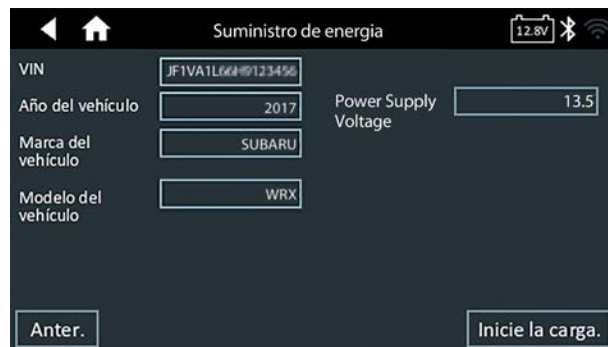 Suministro de energia
12.8V
VIN
Año del vehículo
2017
Power Supply
Voltage
13.5
Marca del
vehículo
SUBARU
Modelo del
vehículo
WRX
Anter.
Inicie la carga.